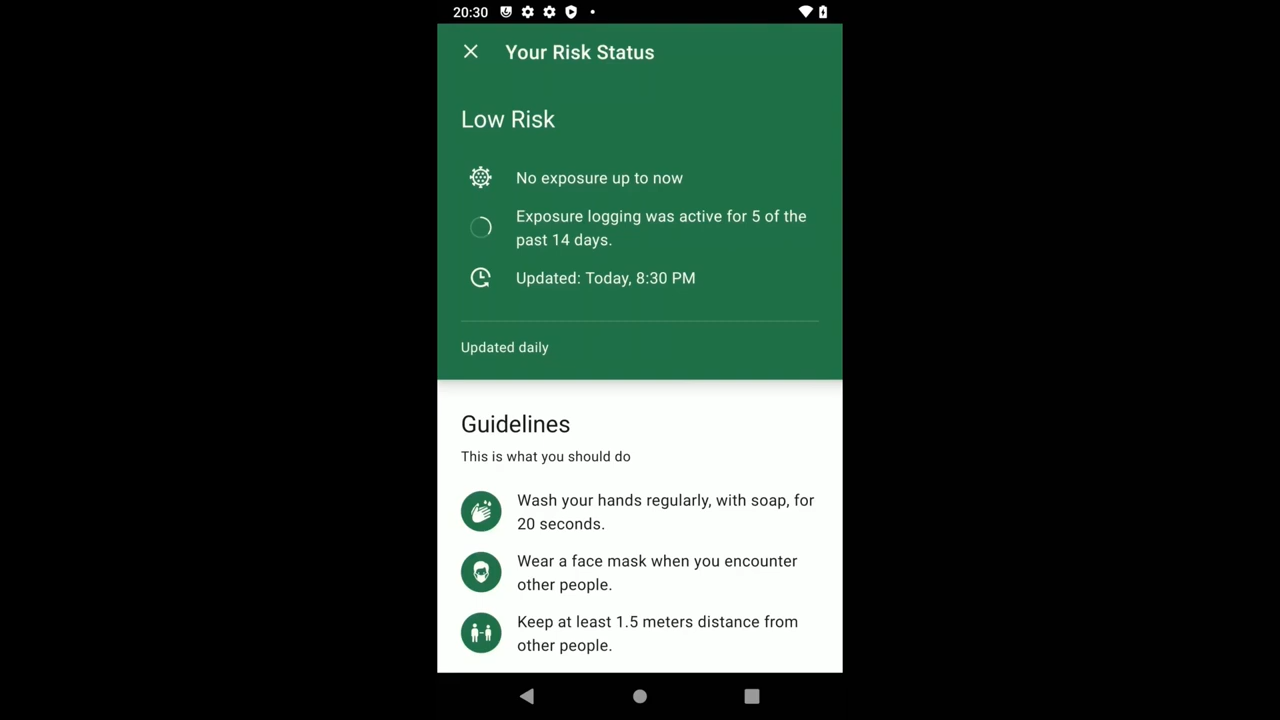 20:30
Your Risk Status
Low Risk
No exposure up to now
Exposure logging was active for 5 of the
past 14 days.
Updated: Today, 8:30 PM
Updated daily
Guidelines
This is what you should do
Wash your hands regularly, with soap, for
20 seconds.
Wear a face mask when you encounter
other people.
Keep at least 1.5 meters distance from
other people.